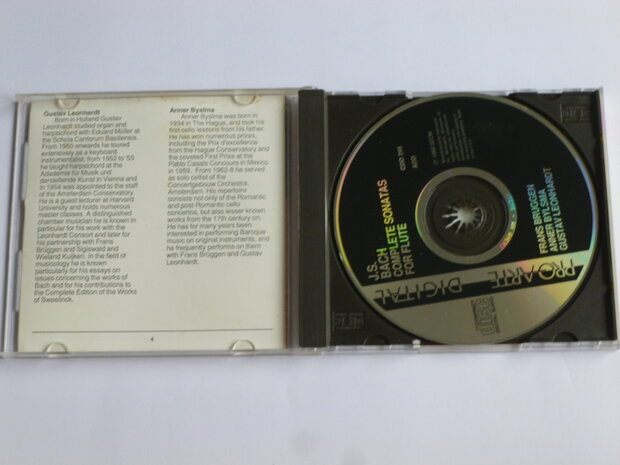 Gustav Leonhardt
Born in Holland Gustav
Leonhardt studied organ and
harpsichord with Eduard Müller at
the Schola Cantorum Basiliensis.
From 1950 onwards he toured
extensively as a keyboard
instrumentalist; from 1952 to '55
he taught harpsichord at the
Adademie für Musik und
darstellende Kunst in Vienna and
in 1954 was appointed to the staff
of the Amsterdam Conservatory.
He is a guest lecturer at Harvard
University and holds numerous
master classes. A distinguished
chamber musician he is known in
particular for his work with the
Leonhardt Consort and later for
his partnership with Frans
Brüggen and Sigiswald and
Wieland Kuijken. In the field of
musicology he is known
particularly for his essays on
issues concerning the works of
Bach and for his contributions to
the Complete Edition of the Works
of Sweelinck.
Anner Byslma
Anner Byslma was born in
1934 in The Hague, and took his
first cello lessons from his father.
He has won numerous prizes,
including the Prix d'excellence
from the Hague Conservatory and
the coveted First Prize at the
Pablo Casals Concours in Mexico
in 1959. From 1962-8 he served
as solo cellist of the
Concertgebouw Orchestra,
Amsterdam. His repertoire
consists not only of the Romantic
and post-Romantic cello
concertos, but also lesser known
works from the 17th century on.
He has for many years been
interested in performing Baroque
music on original instruments, and
he frequently performs on them
with Frans Brüggen and Gustav
Leonhardt.
4
PRO ARTE DIGITAL
J.S.
BACH
COMPLETE SONATAS
FOR FLUTE
CDD 299
ADD
FRANS BRUGGEN
ANNER BYLSMA
GUSTAV LEONHARDT
disc